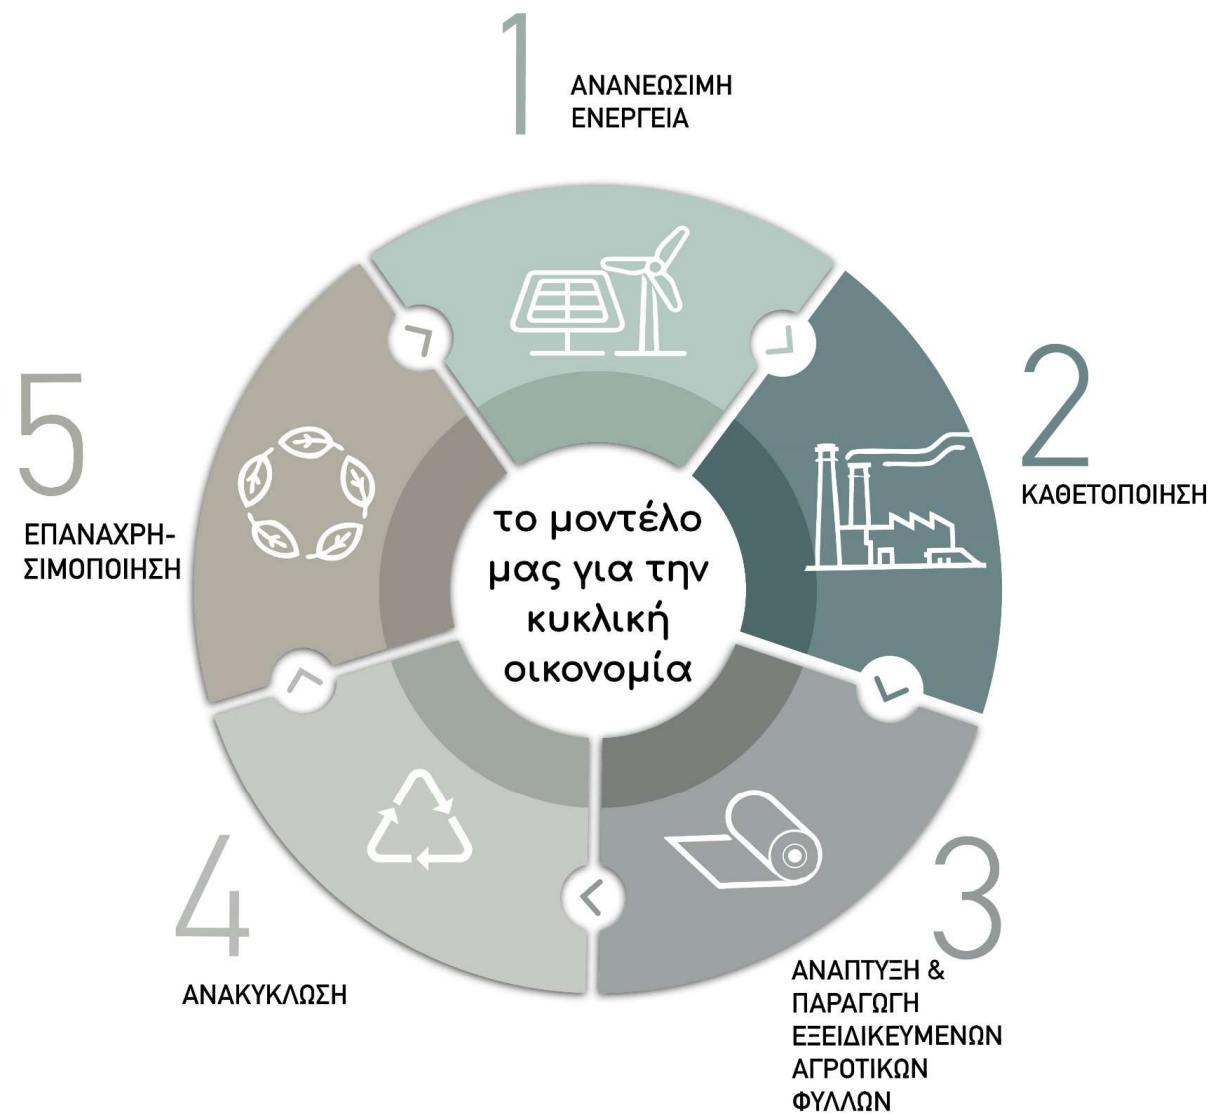 1
ΑΝΑΝΕΩΣΙΜΗ
ΕΝΕΡΓΕΙΑ
2
ΚΑΘΕΤΟΠΟΙΗΣΗ
3
ΑΝΑΠΤΥΞΗ &
ΠΑΡΑΓΩΓΗ
ΕΞΕΙΔΙΚΕΥΜΕΝΩΝ
ΑΓΡΟΤΙΚΩΝ
ΦΥΛΛΩΝ
4
ΑΝΑΚΥΚΛΩΣΗ
5
ΕΠΑΝΑΧΡΗ-
ΣΙΜΟΠΟΙΗΣΗ
το μοντέλο
μας για την
κυκλική
οικονομία